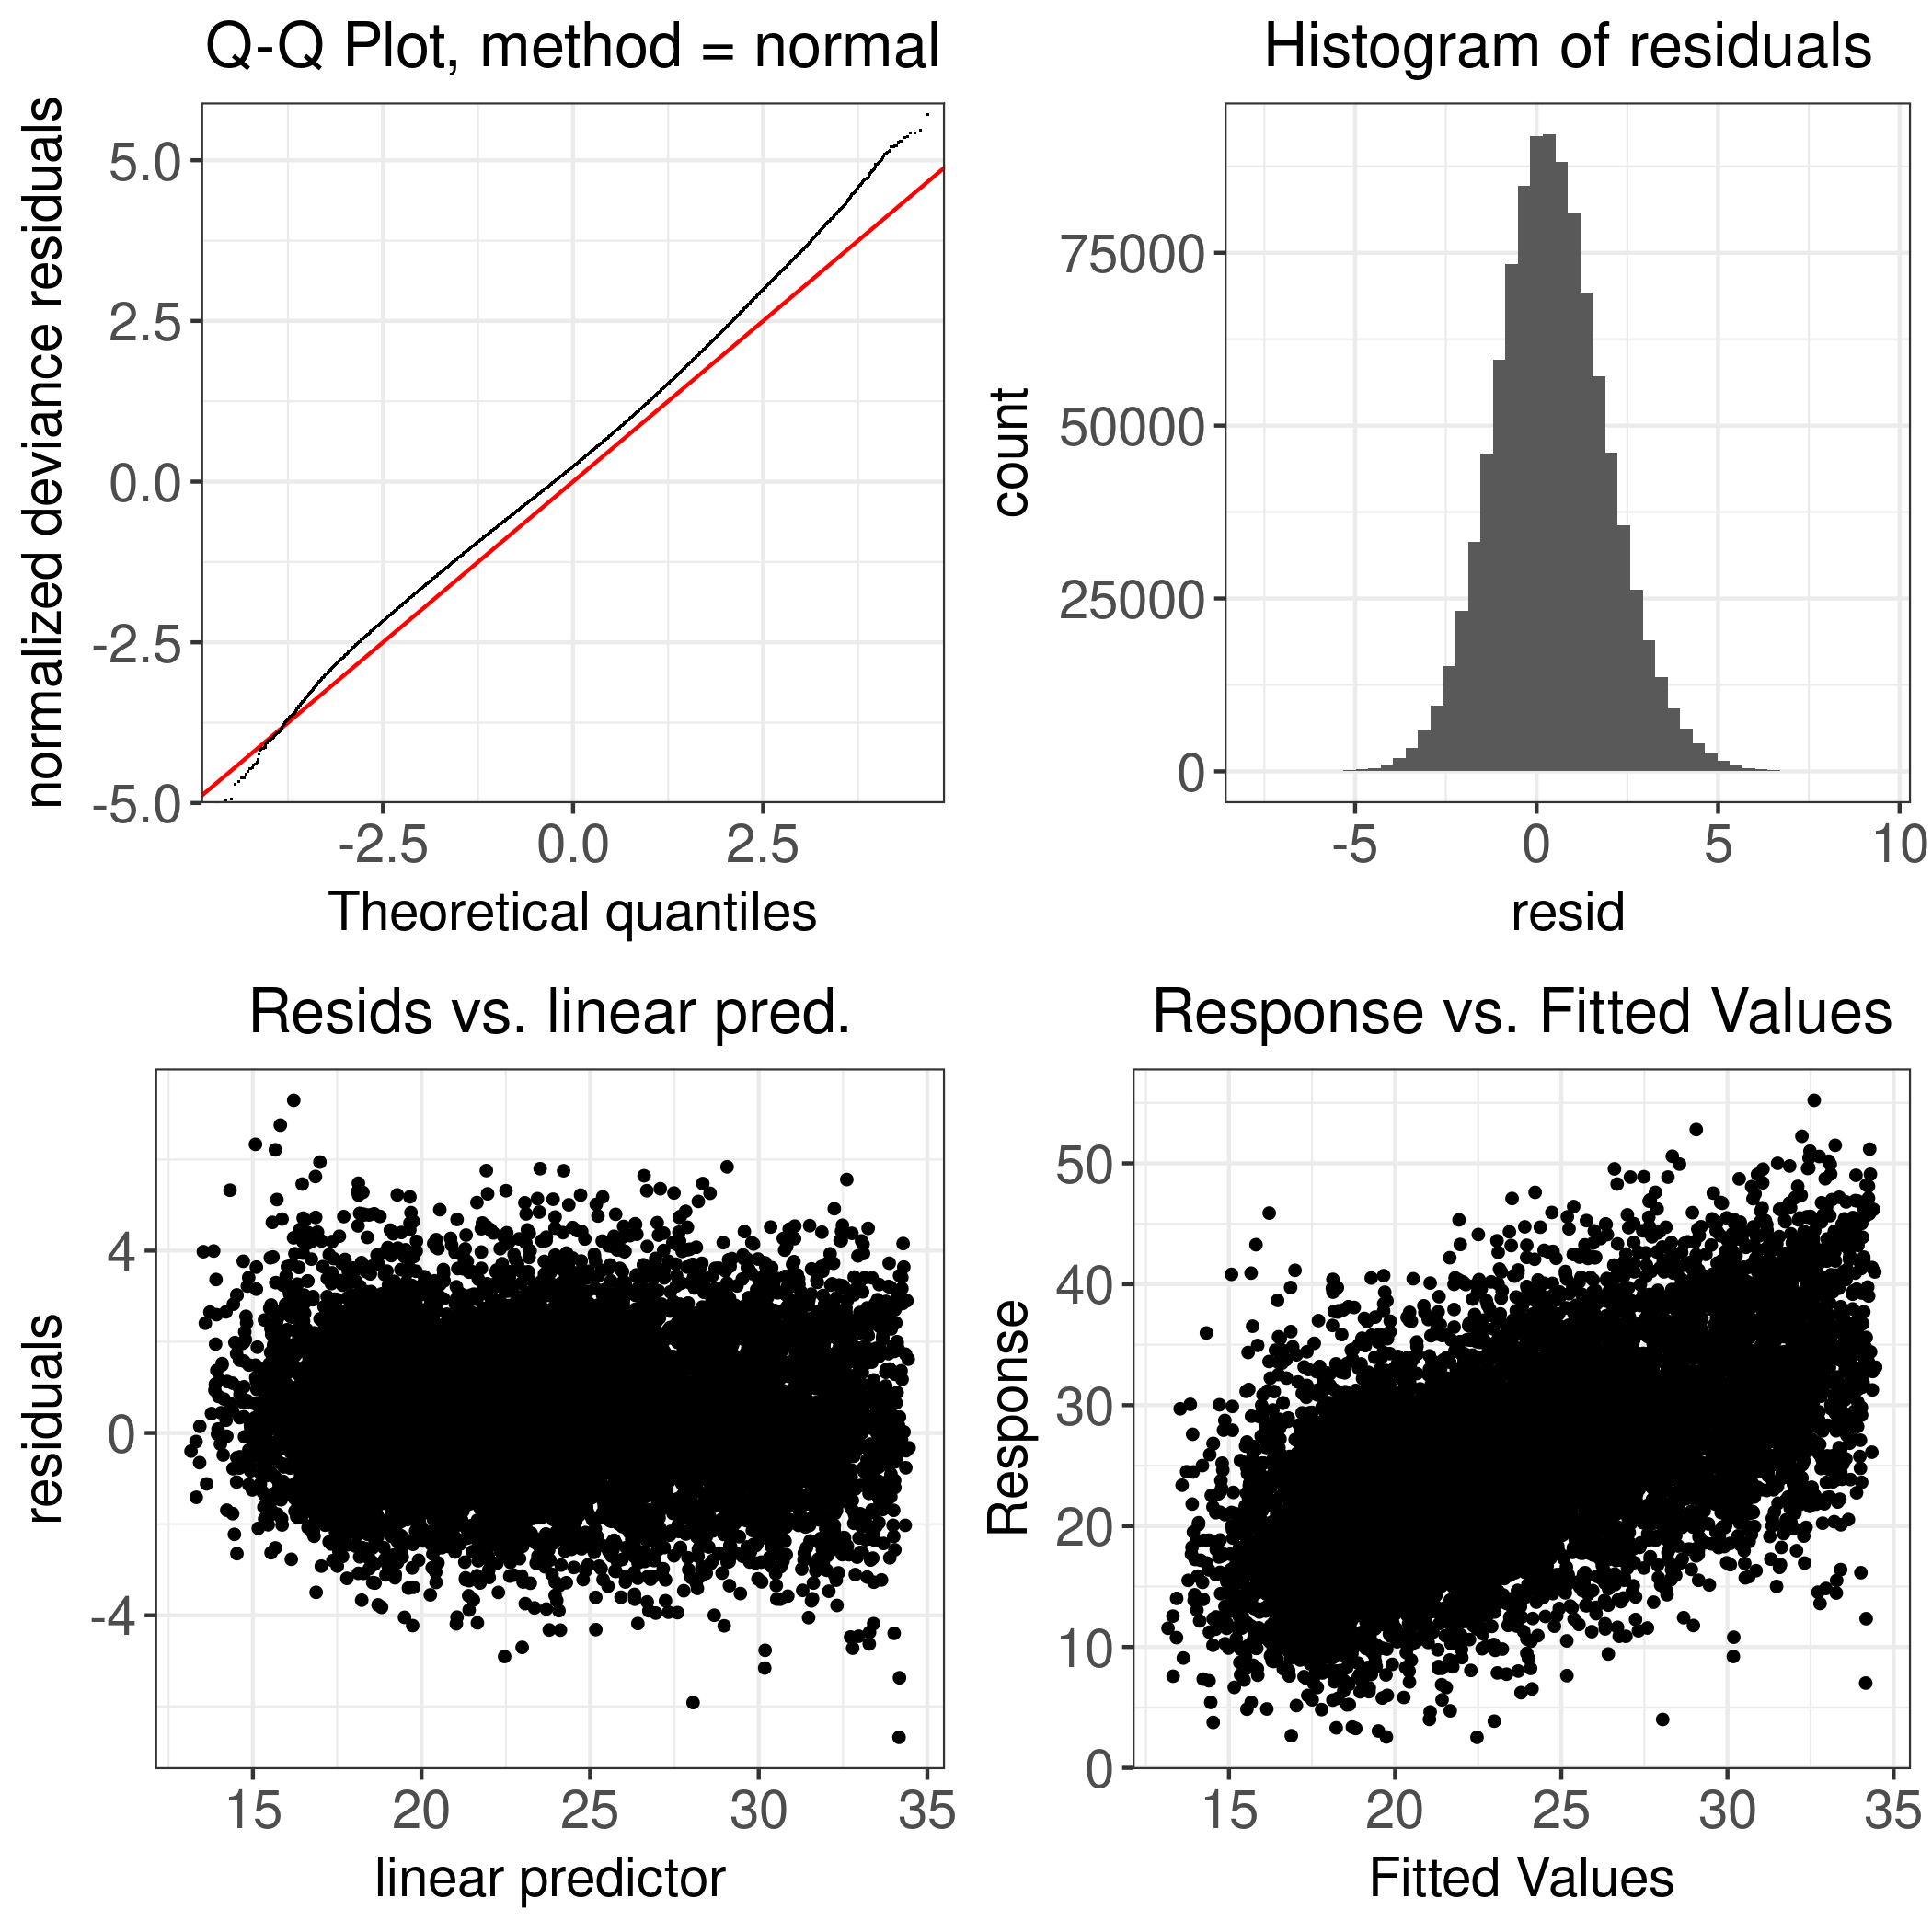 Q-Q Plot, method = normal
normalized deviance residuals
5.0
2.5
0.0
-2.5
-5.0
-2.5 0.0 2.5
Theoretical quantiles
Histogram of residuals
count
75000
50000
25000
0
-5 0 5 10
resid
Resids vs. linear pred.
residuals
4
0
-4
15 20 25 30 35
linear predictor
Response vs. Fitted Values
Response
50
40
30
20
10
0
15 20 25 30 35
Fitted Values